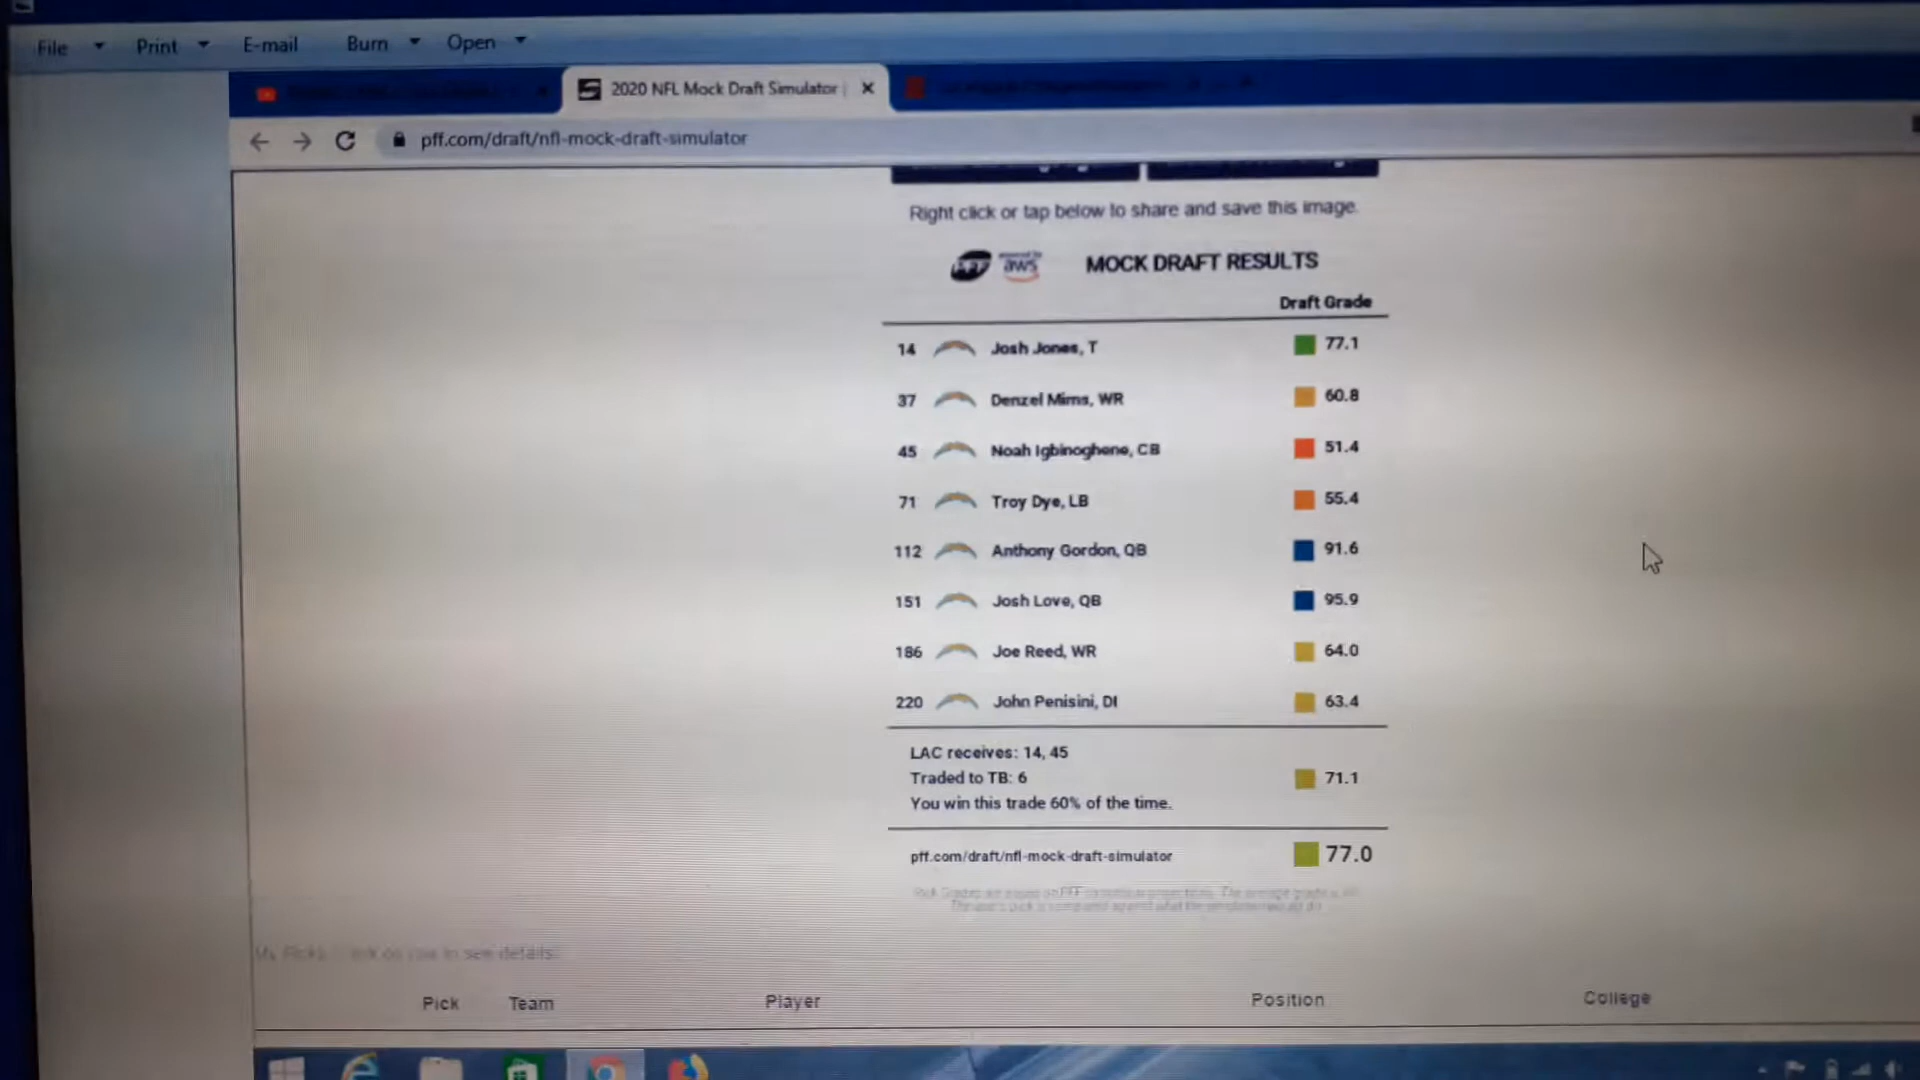 File Print E-mail Burn Open
2020 NFL Mock Draft Simulator
pff.com/draft/nfl-mock-draft-simulator
Right click or tap below to share and save this image.
aws MOCK DRAFT RESULTS
Draft Grade
14 Josh Jones, T 77.1
37 Denzel Mims, WR 60.8
45 Noah Igbinoghene, CB 51.4
71 Troy Dye, LB 55.4
112 Anthony Gordon, QB 91.6
151 Josh Love, QB 95.9
186 Joe Reed, WR 64.0
220 John Penisini, DI 63.4
LAC receives: 14, 45
Traded to TB: 6 71.1
You win this trade 60% of the time.
pff.com/draft/nfl-mock-draft-simulator 77.0
to see details
Pick Team Player Position College